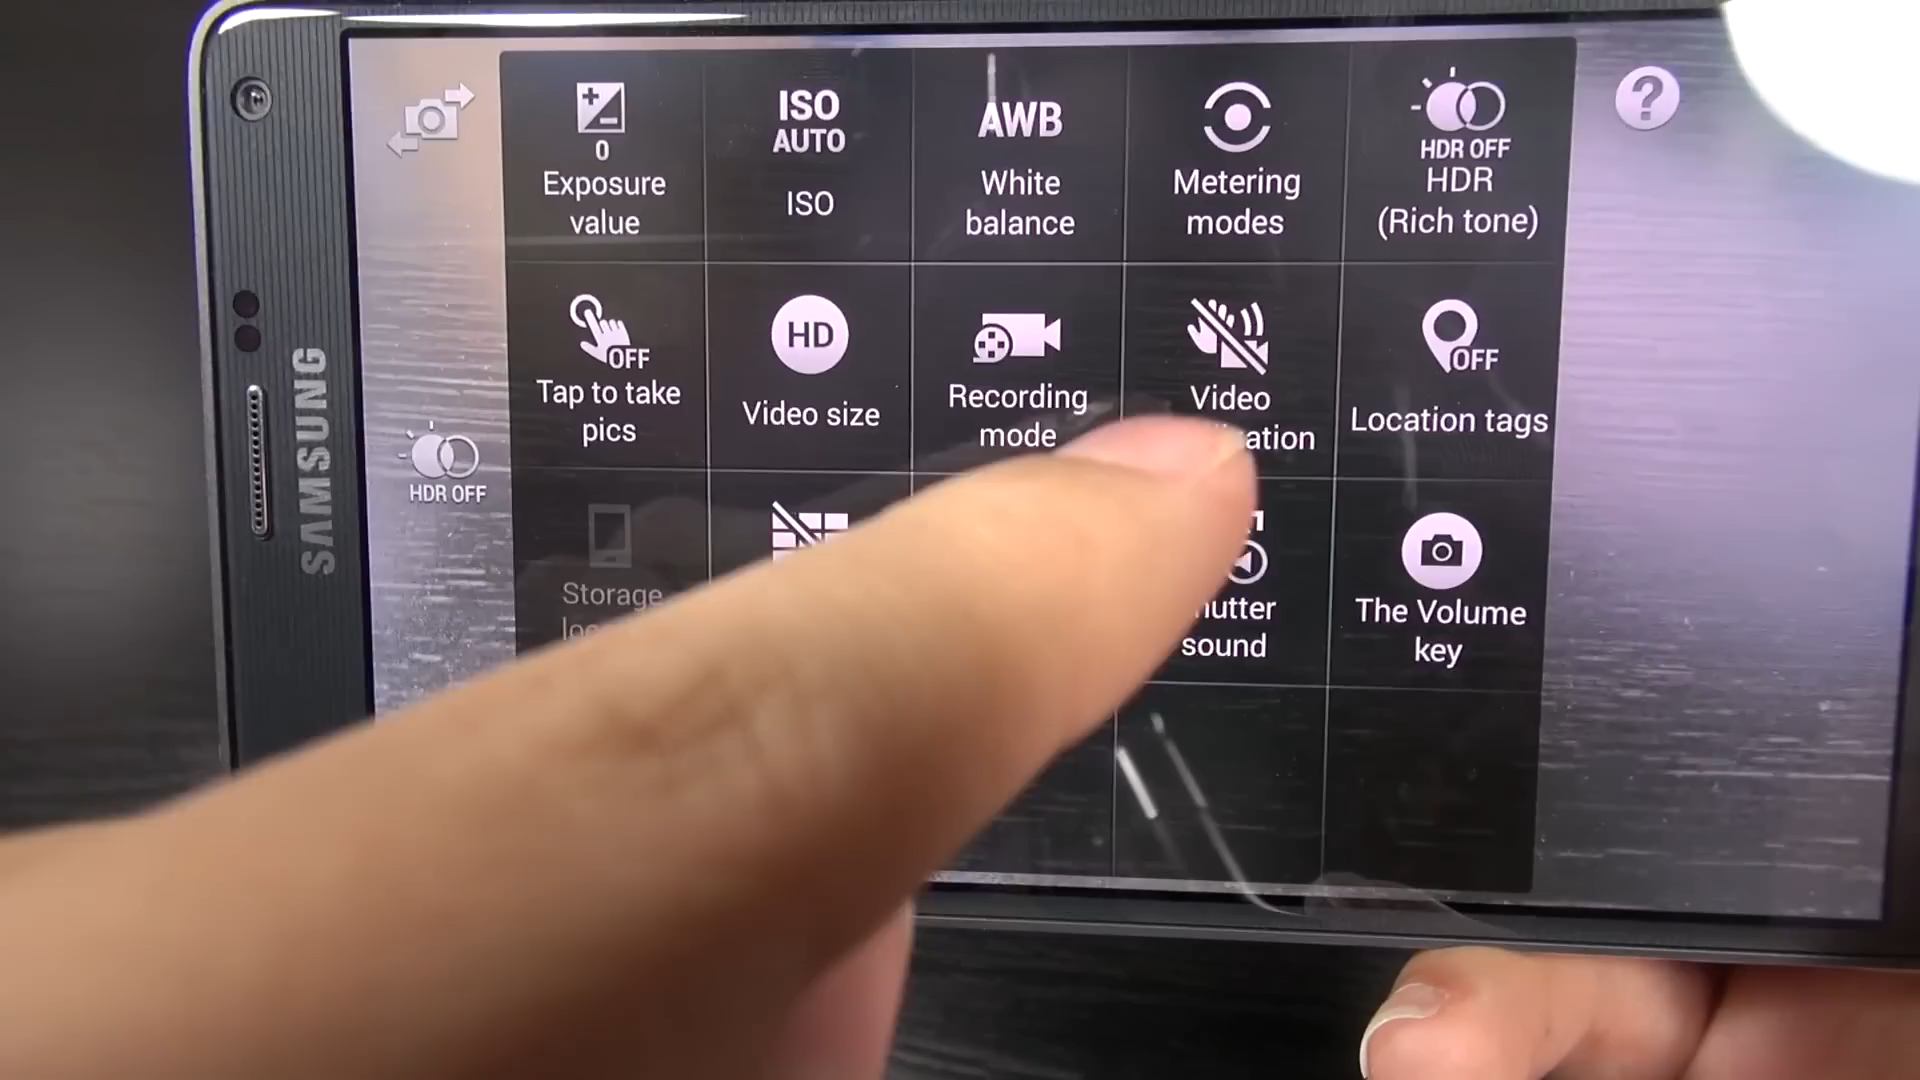 SAMSUNG
0
Exposure
value
ISO
AUTO
ISO
AWB
White
balance
Metering
modes
HDR OFF
HDR
(Rich tone)
?
OFF
Tap to take
pics
HD
Video size
Recording
mode
Video
OFF
Location tags
HDR OFF
Storage
sound
The Volume
key